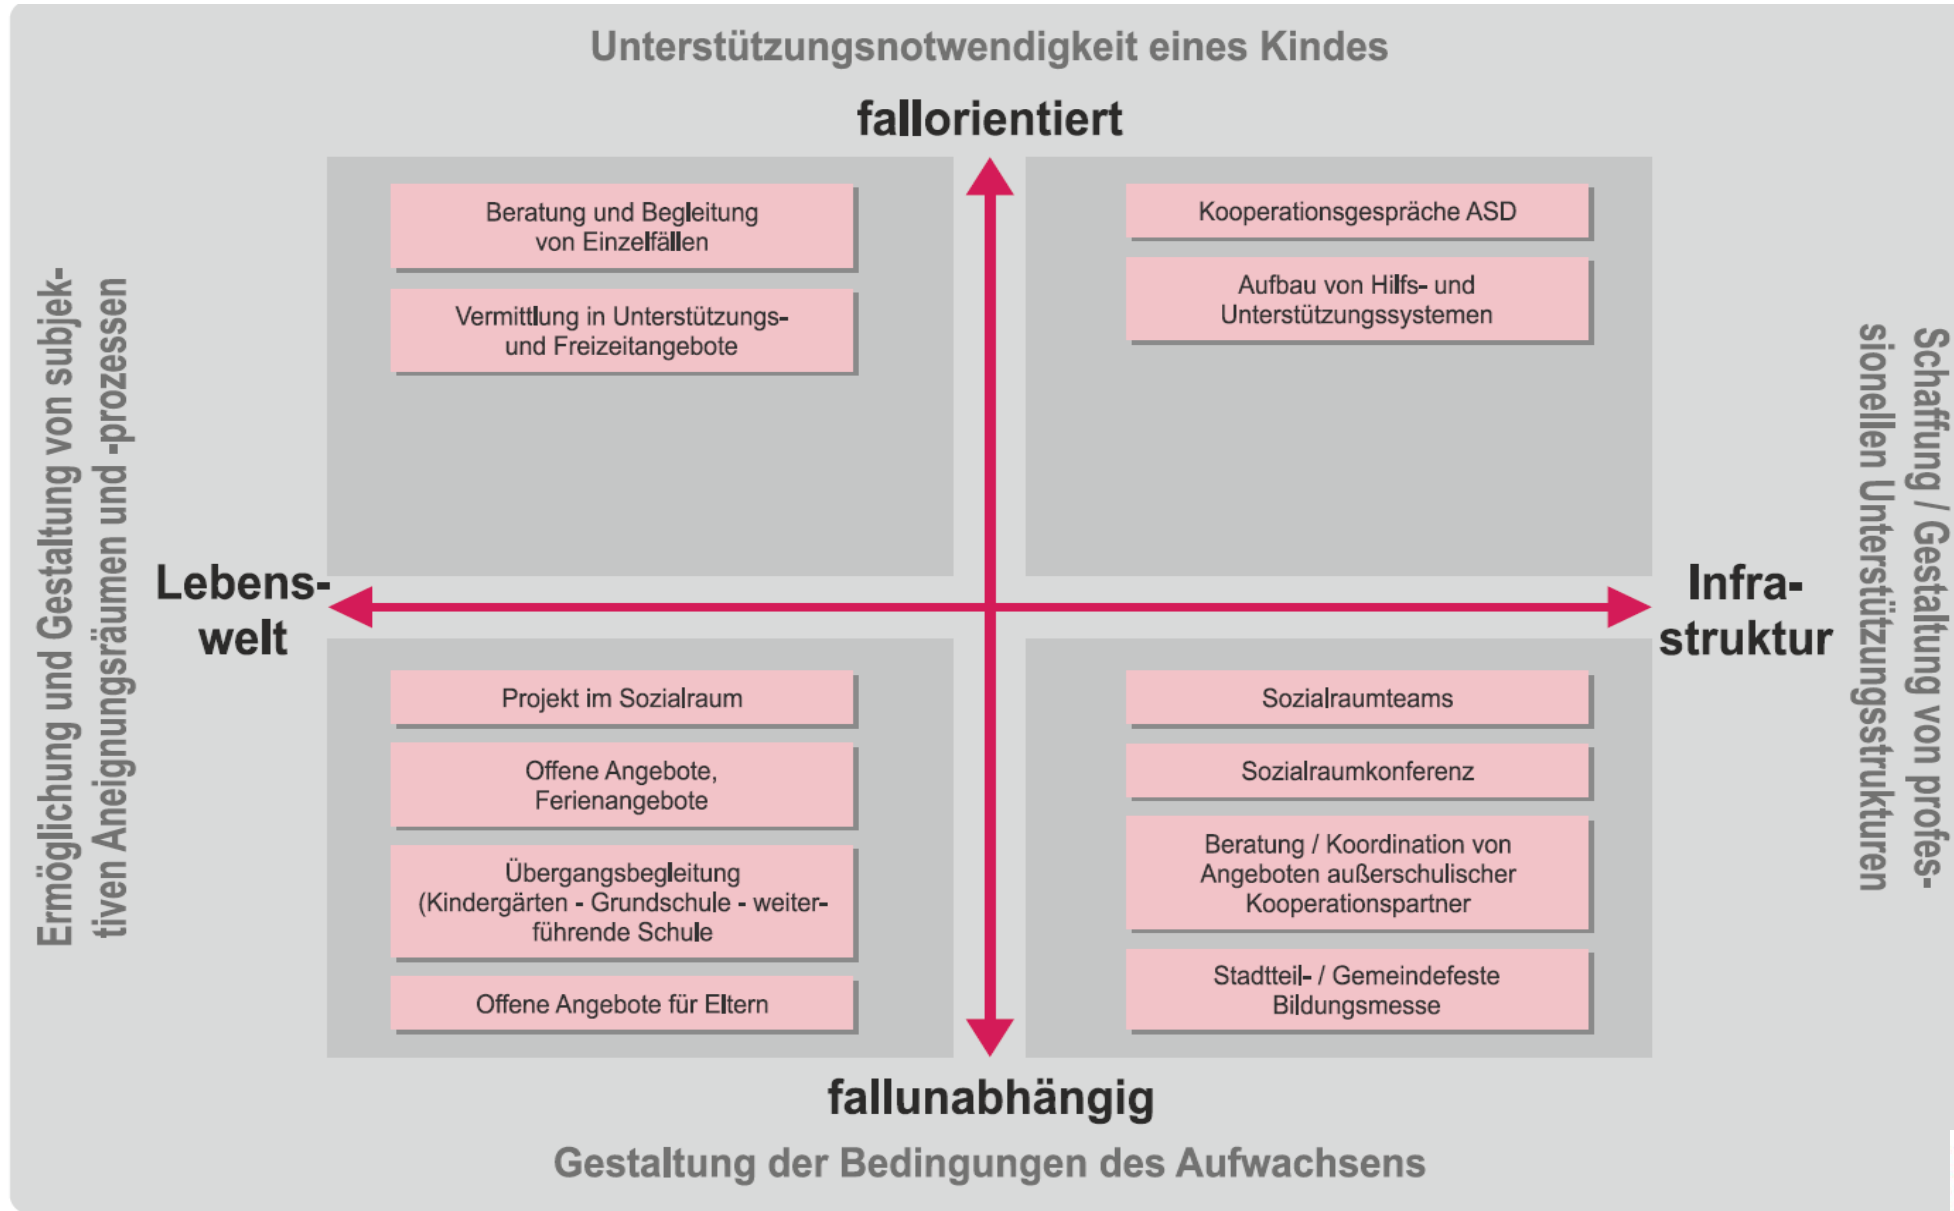 Unterstützungsnotwendigkeit eines Kindes
fallorientiert
Beratung und Begleitung
von Einzelfällen
Vermittlung in Unterstützungs-
und Freizeitangebote
Kooperationsgespräche ASD
Aufbau von Hilfs- und
Unterstützungssystemen
Ermöglichung und Gestaltung von subjek-
tiven Aneignungsräumen und -prozessen
Lebens-
welt
Infra-
struktur
Schaffung / Gestaltung von profes-
sionellen Unterstützungsstrukturen
Projekt im Sozialraum
Offene Angebote,
Ferienangebote
Übergangsbegleitung
(Kindergärten - Grundschule - weiter-
führende Schule
Offene Angebote für Eltern
Sozialraumteams
Sozialraumkonferenz
Beratung / Koordination von
Angeboten außerschulischer
Kooperationspartner
Stadtteil- / Gemeindefeste
Bildungsmesse
fallunabhängig
Gestaltung der Bedingungen des Aufwachsens